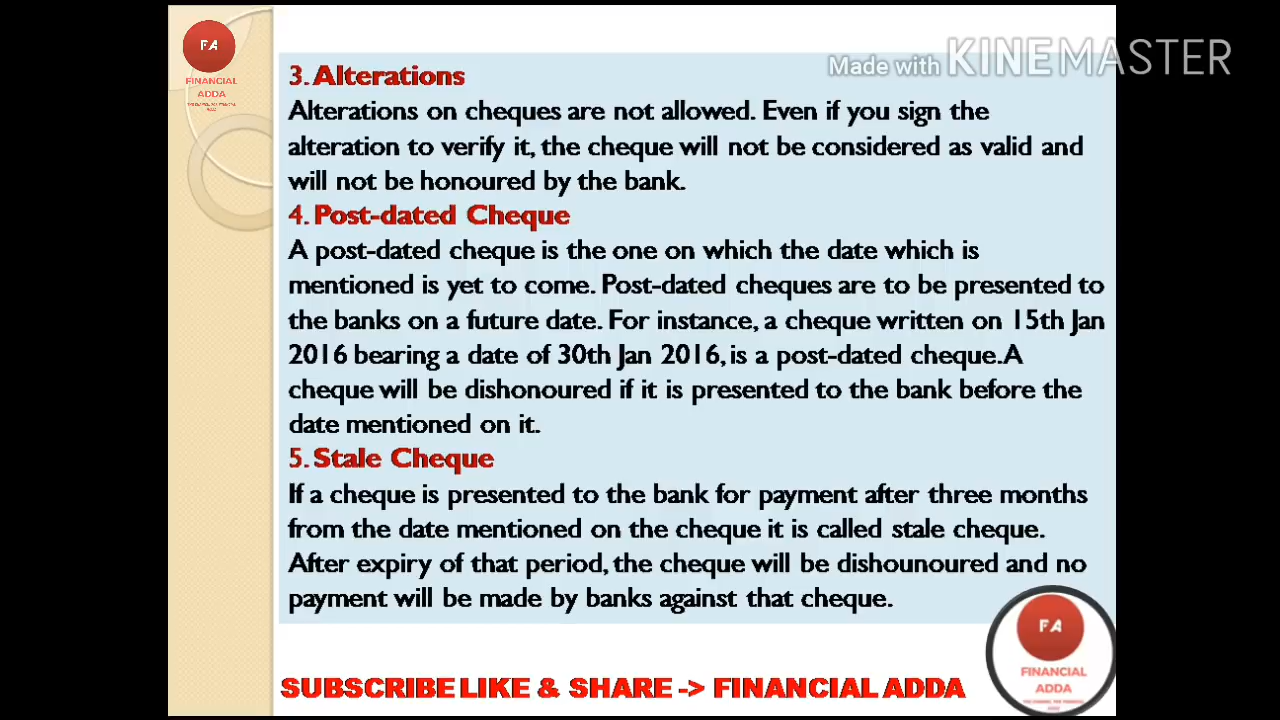 FA
FINANCIAL
ADDA
Made with KINEMASTER
3. Alterations
Alterations on cheques are not allowed. Even if you sign the
alteration to verify it, the cheque will not be considered as valid and
will not be honoured by the bank.
4. Post-dated Cheque
A post-dated cheque is the one on which the date which is
mentioned is yet to come. Post-dated cheques are to be presented to
the banks on a future date. For instance, a cheque written on 15th Jan
2016 bearing a date of 30th Jan 2016, is a post-dated cheque. A
cheque will be dishonoured if it is presented to the bank before the
date mentioned on it.
5. Stale Cheque
If a cheque is presented to the bank for payment after three months
from the date mentioned on the cheque it is called stale cheque.
After expiry of that period, the cheque will be dishounoured and no
payment will be made by banks against that cheque.
SUBSCRIBE LIKE & SHARE -> FINANCIAL ADDA
FA
FINANCIAL
ADDA